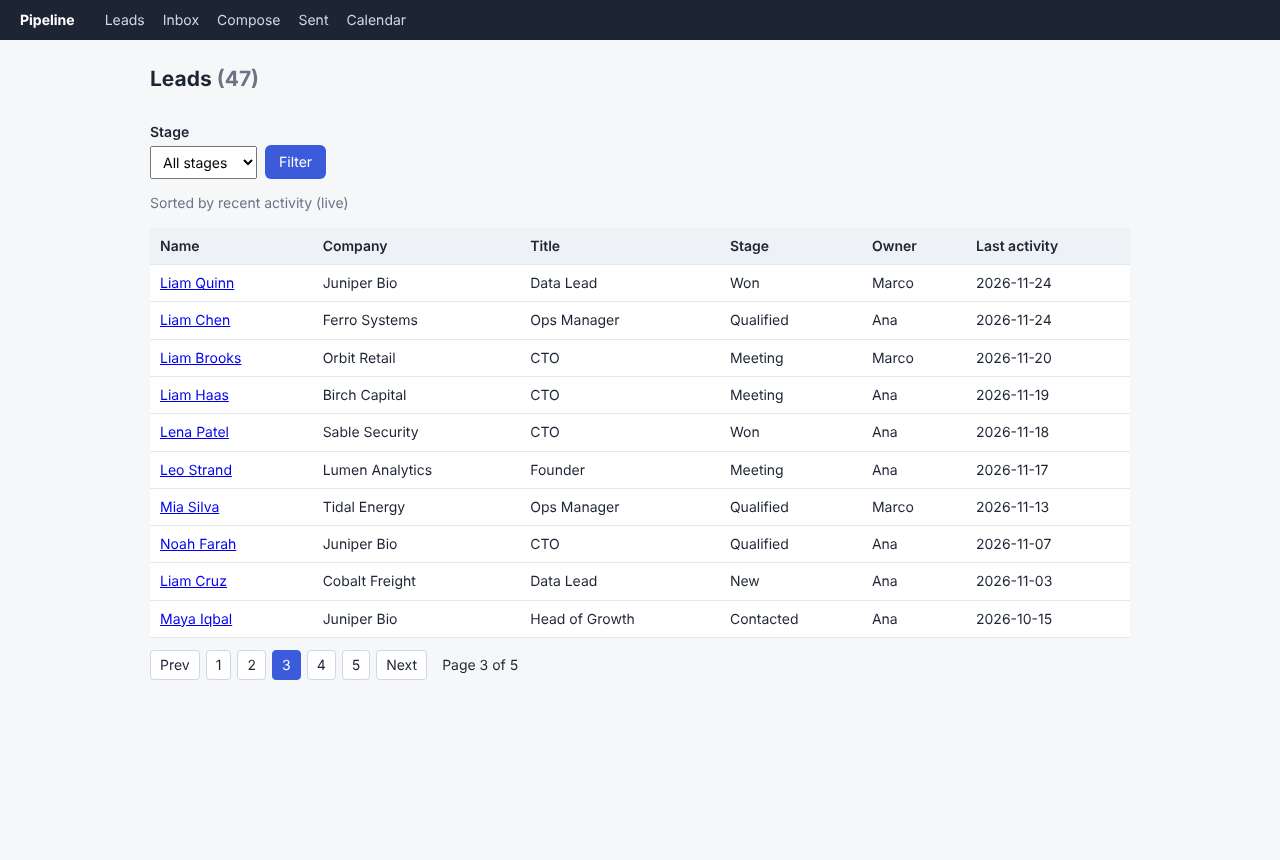 Pipeline Leads Inbox Compose Sent Calendar
Leads (47)
Stage
All stages Filter
Sorted by recent activity (live)
Name Company Title Stage Owner Last activity
Liam Quinn Juniper Bio Data Lead Won Marco 2026-11-24
Liam Chen Ferro Systems Ops Manager Qualified Ana 2026-11-24
Liam Brooks Orbit Retail CTO Meeting Marco 2026-11-20
Liam Haas Birch Capital CTO Meeting Ana 2026-11-19
Lena Patel Sable Security CTO Won Ana 2026-11-18
Leo Strand Lumen Analytics Founder Meeting Ana 2026-11-17
Mia Silva Tidal Energy Ops Manager Qualified Marco 2026-11-13
Noah Farah Juniper Bio CTO Qualified Ana 2026-11-07
Liam Cruz Cobalt Freight Data Lead New Ana 2026-11-03
Maya Iqbal Juniper Bio Head of Growth Contacted Ana 2026-10-15
Prev 1 2 3 4 5 Next Page 3 of 5